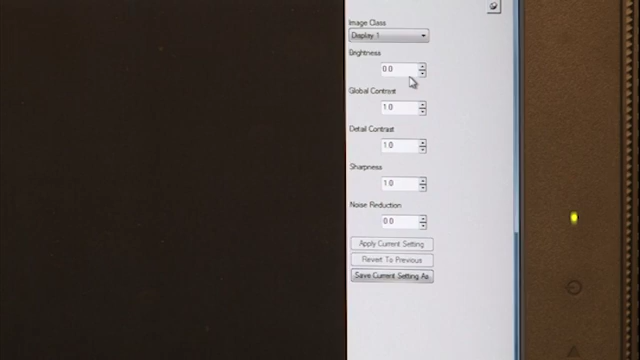 Image Class
Display 1
Brightness
0.0
Global Contrast
1.0
Detail Contrast
1.0
Sharpness
1.0
Noise Reduction
0.0
Apply Current Setting
Revert To Previous
Save Current Setting As